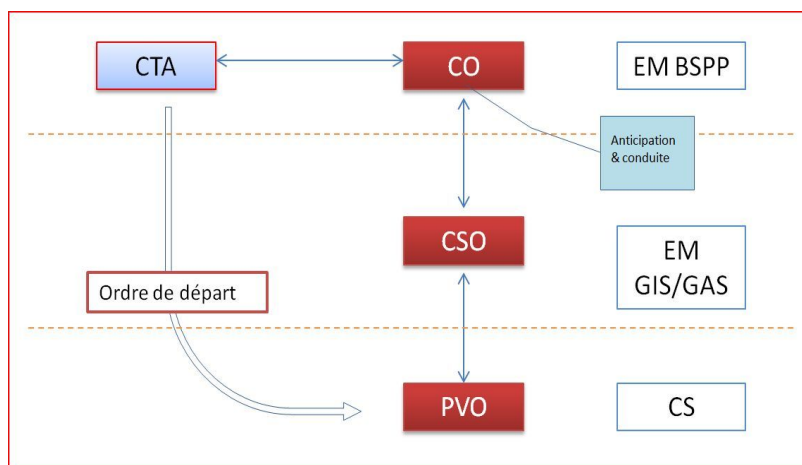 CTA
CO
EM BSPP
Anticipation
& conduite
CSO
EM
GIS/GAS
Ordre de départ
PVO
CS